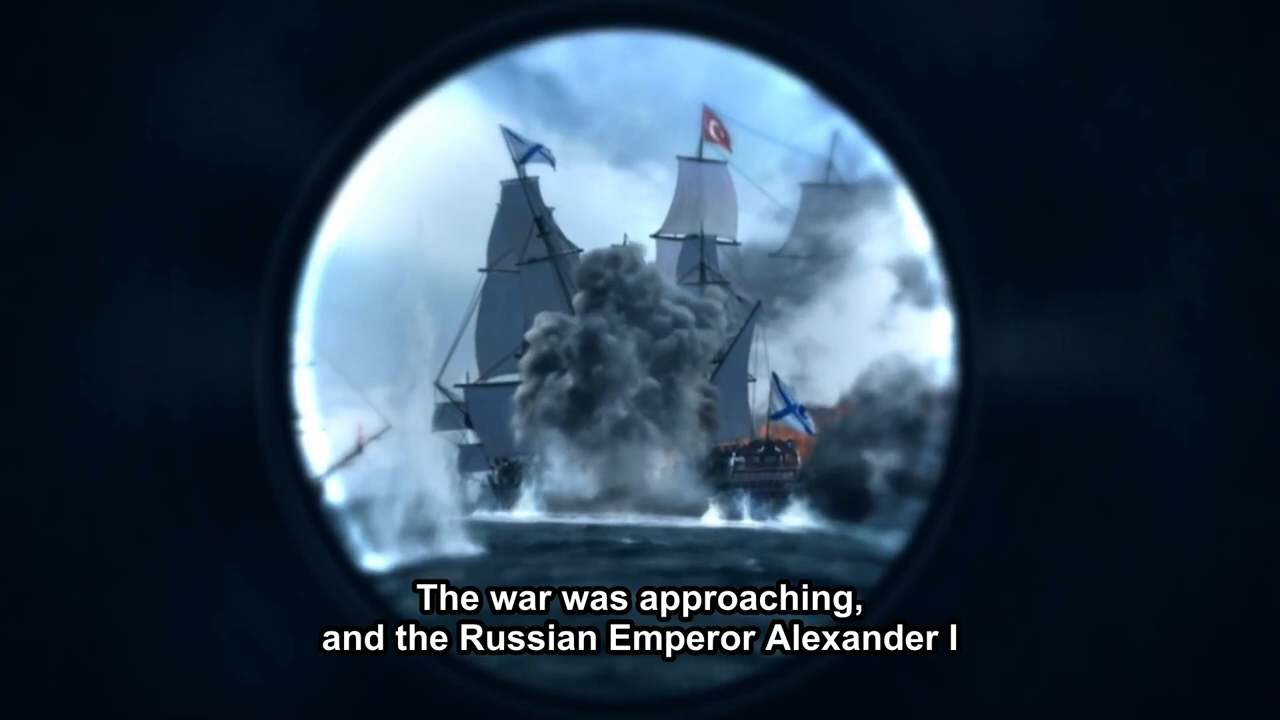 The war was approaching,
and the Russian Emperor Alexander I